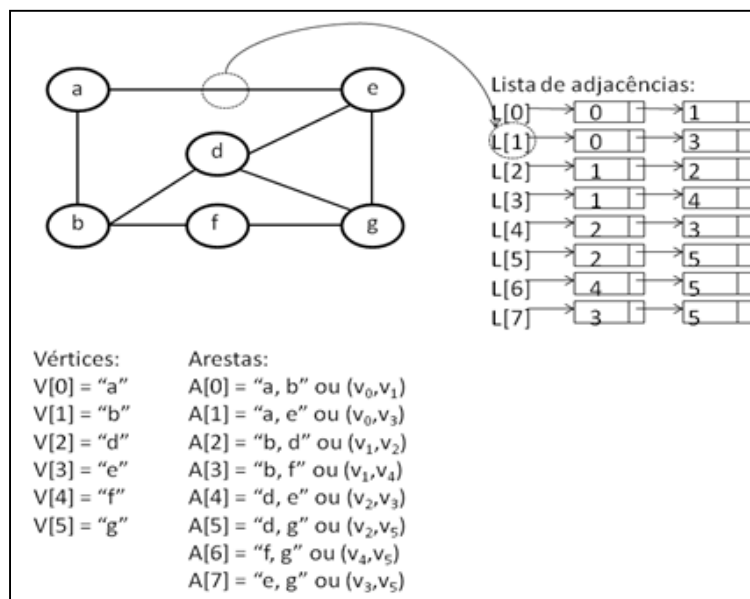 a
e
d
b
f
g
Lista de adjacências:
L[0] 0 1
L[1] 0 3
L[2] 1 2
L[3] 1 4
L[4] 2 3
L[5] 2 5
L[6] 4 5
L[7] 3 5
Vértices:
V[0] = “a”
V[1] = “b”
V[2] = “d”
V[3] = “e”
V[4] = “f”
V[5] = “g”
Arestas:
A[0] = “a, b” ou (v₀,v₁)
A[1] = “a, e” ou (v₀,v₃)
A[2] = “b, d” ou (v₁,v₂)
A[3] = “b, f” ou (v₁,v₄)
A[4] = “d, e” ou (v₂,v₃)
A[5] = “d, g” ou (v₂,v₅)
A[6] = “f, g” ou (v₄,v₅)
A[7] = “e, g” ou (v₃,v₅)